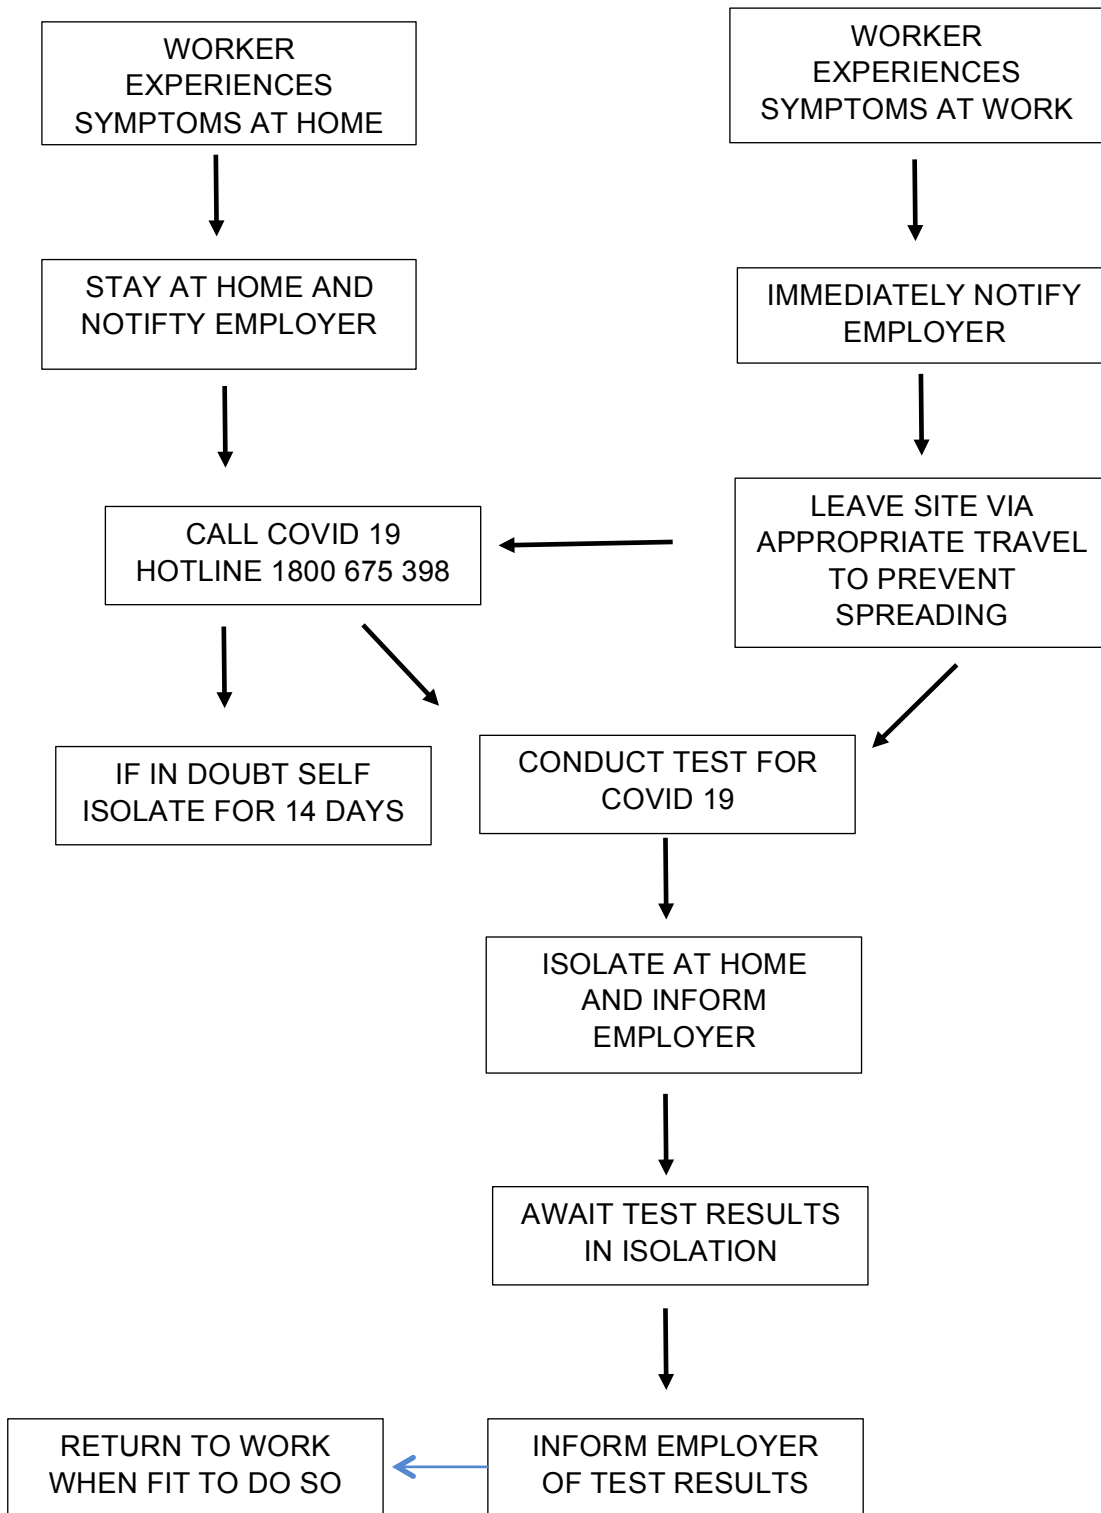 WORKER
EXPERIENCES
SYMPTOMS AT HOME
WORKER
EXPERIENCES
SYMPTOMS AT WORK
STAY AT HOME AND
NOTIFTY EMPLOYER
IMMEDIATELY NOTIFY
EMPLOYER
CALL COVID 19
HOTLINE 1800 675 398
LEAVE SITE VIA
APPROPRIATE TRAVEL
TO PREVENT
SPREADING
IF IN DOUBT SELF
ISOLATE FOR 14 DAYS
CONDUCT TEST FOR
COVID 19
ISOLATE AT HOME
AND INFORM
EMPLOYER
AWAIT TEST RESULTS
IN ISOLATION
RETURN TO WORK
WHEN FIT TO DO SO
INFORM EMPLOYER
OF TEST RESULTS